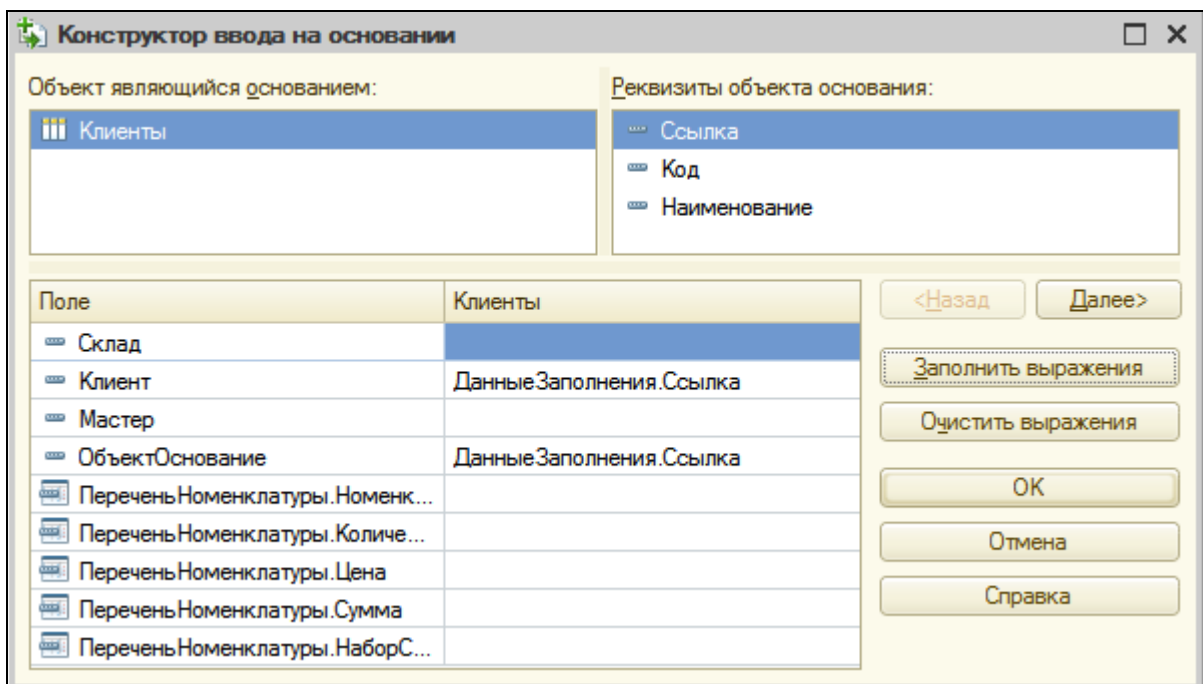 Конструктор ввода на основании
Объект являющийся основанием:
Реквизиты объекта основания:
Клиенты
Ссылка
Код
Наименование
Поле
Клиенты
<Назад
Далее>
Склад
Клиент
ДанныеЗаполнения.Ссылка
Заполнить выражения
Мастер
Очистить выражения
ОбъектОснование
ДанныеЗаполнения.Ссылка
ПереченьНоменклатуры.Номенк...
OK
ПереченьНоменклатуры.Количе...
Отмена
ПереченьНоменклатуры.Цена
ПереченьНоменклатуры.Сумма
Справка
ПереченьНоменклатуры.НаборС...